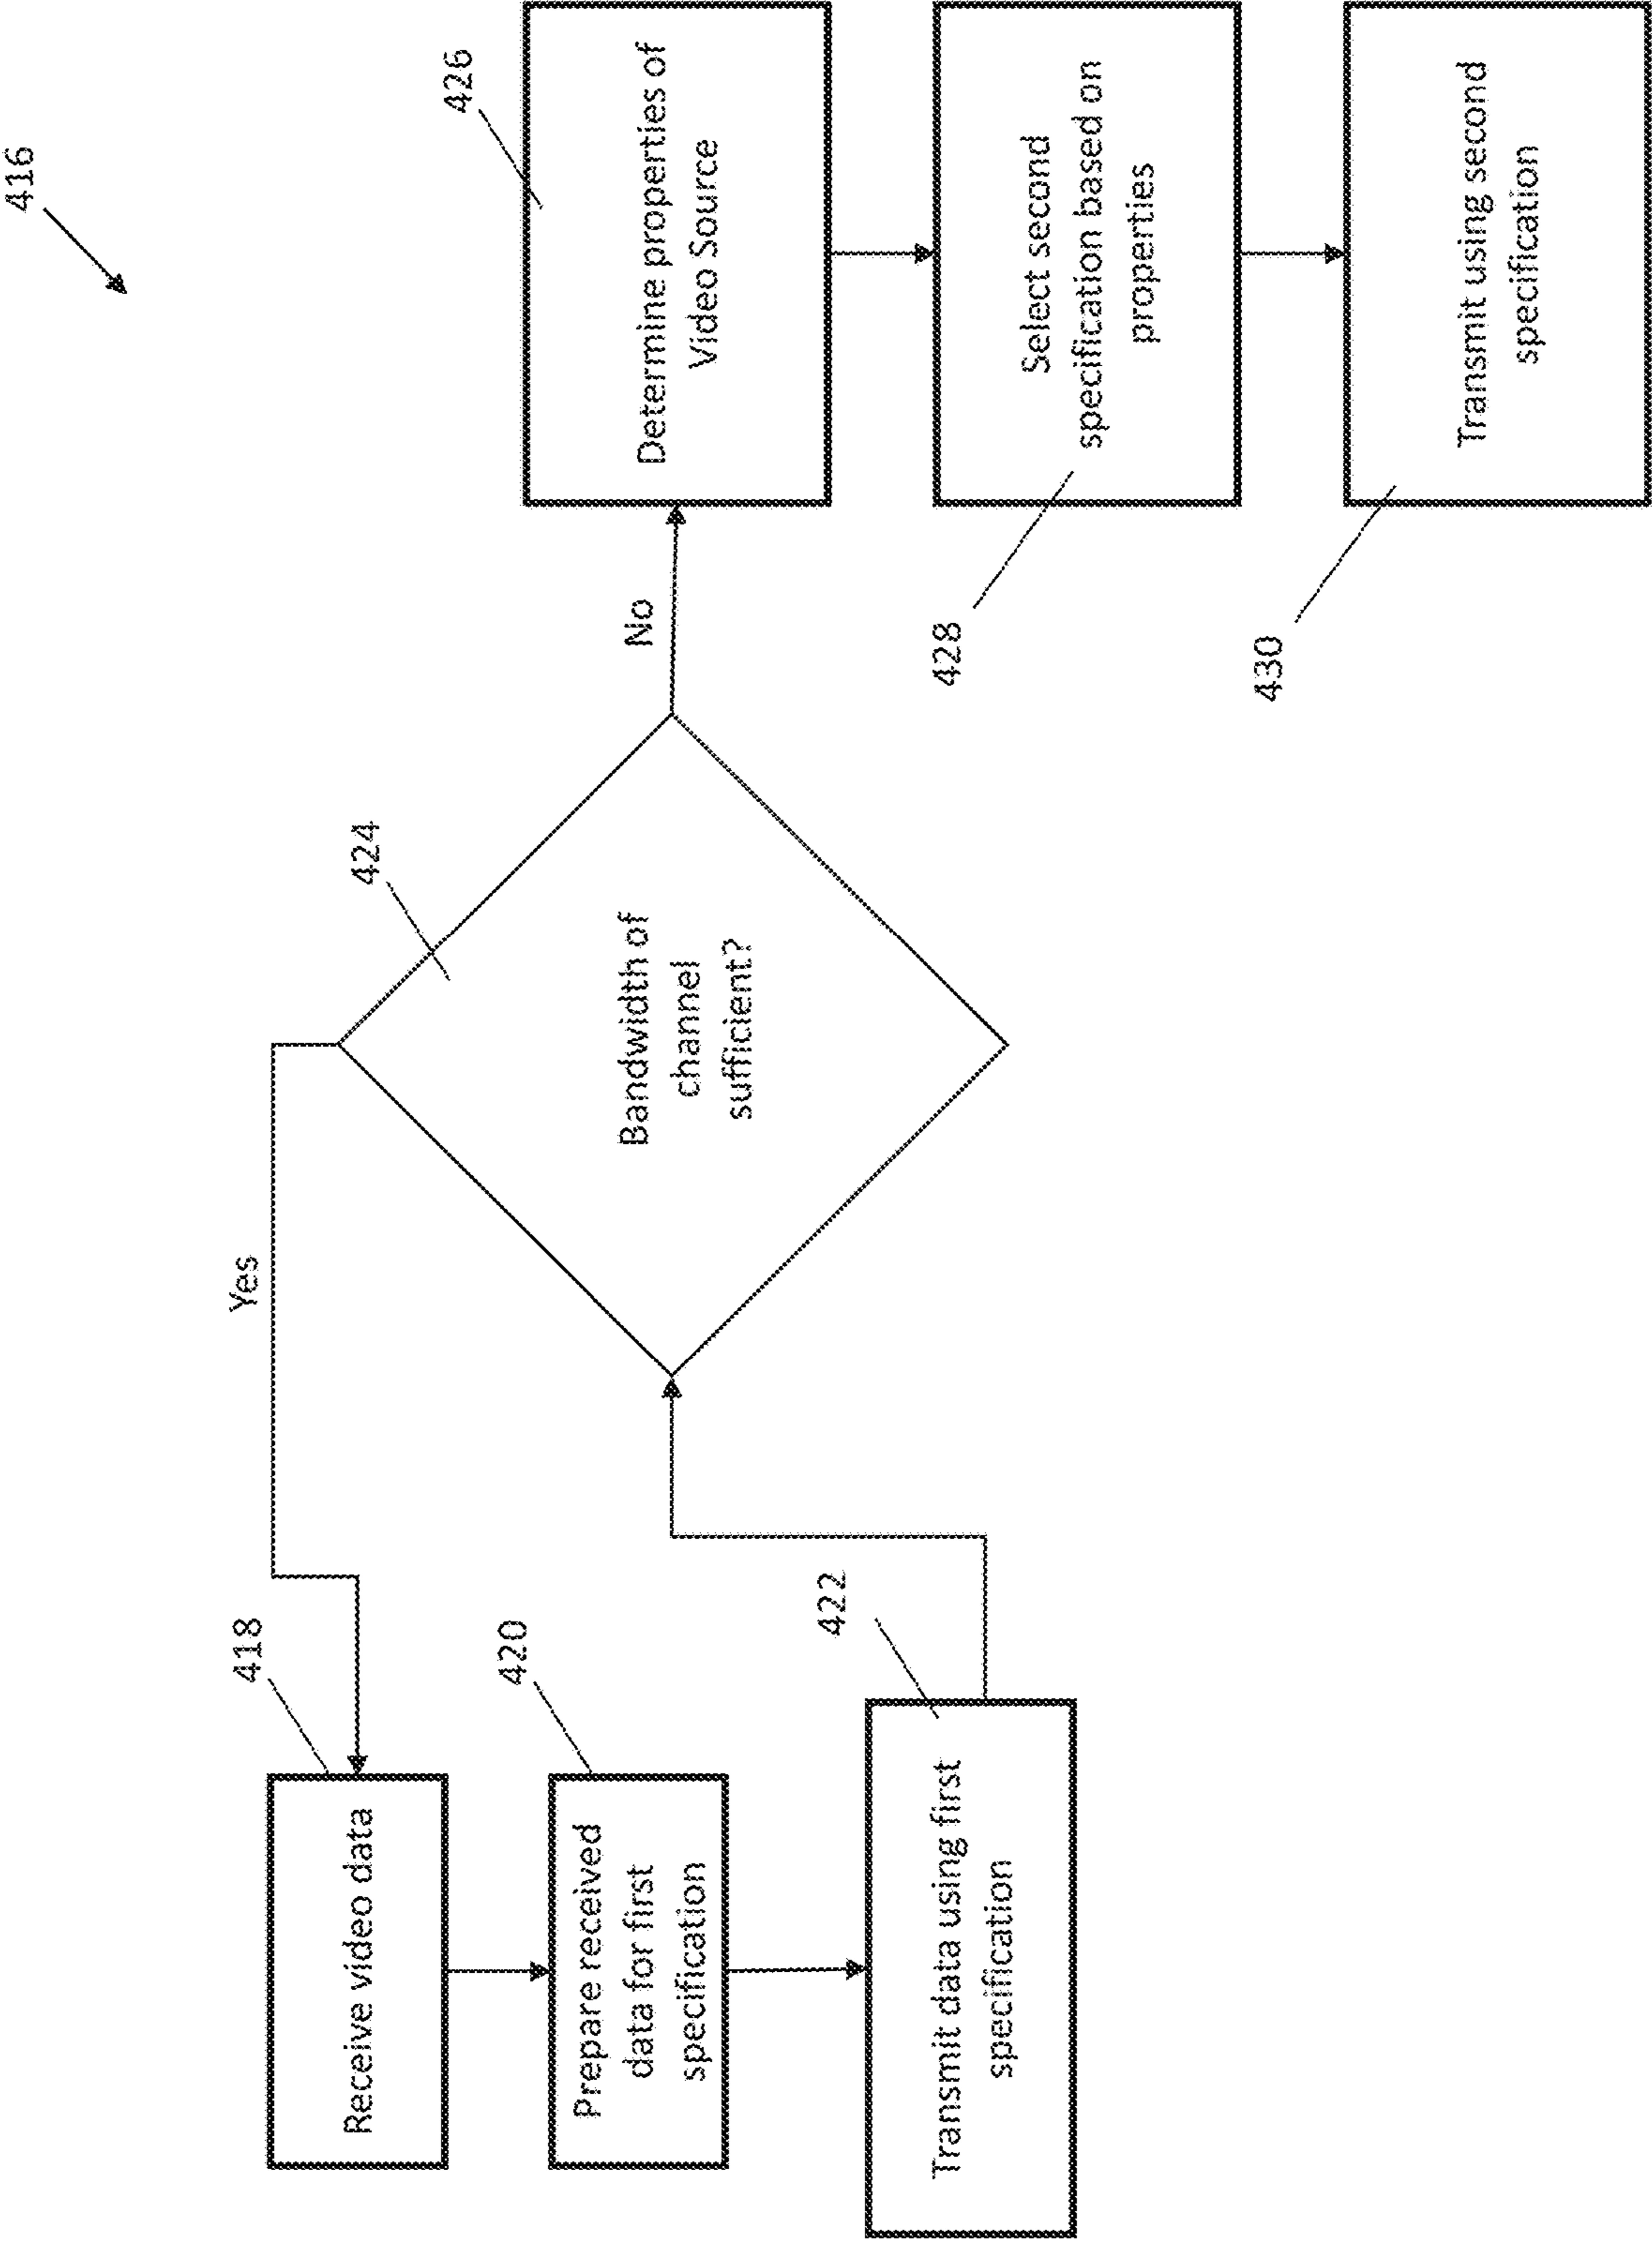 416
Yes
418
Receive video data
420
Prepare received
data for first
specification
422
Transmit data using first
specification
424
Bandwidth of
channel
sufficient?
No
426
Determine properties of
Video Source
428
Select second
specification based on
properties
430
Transmit using second
specification